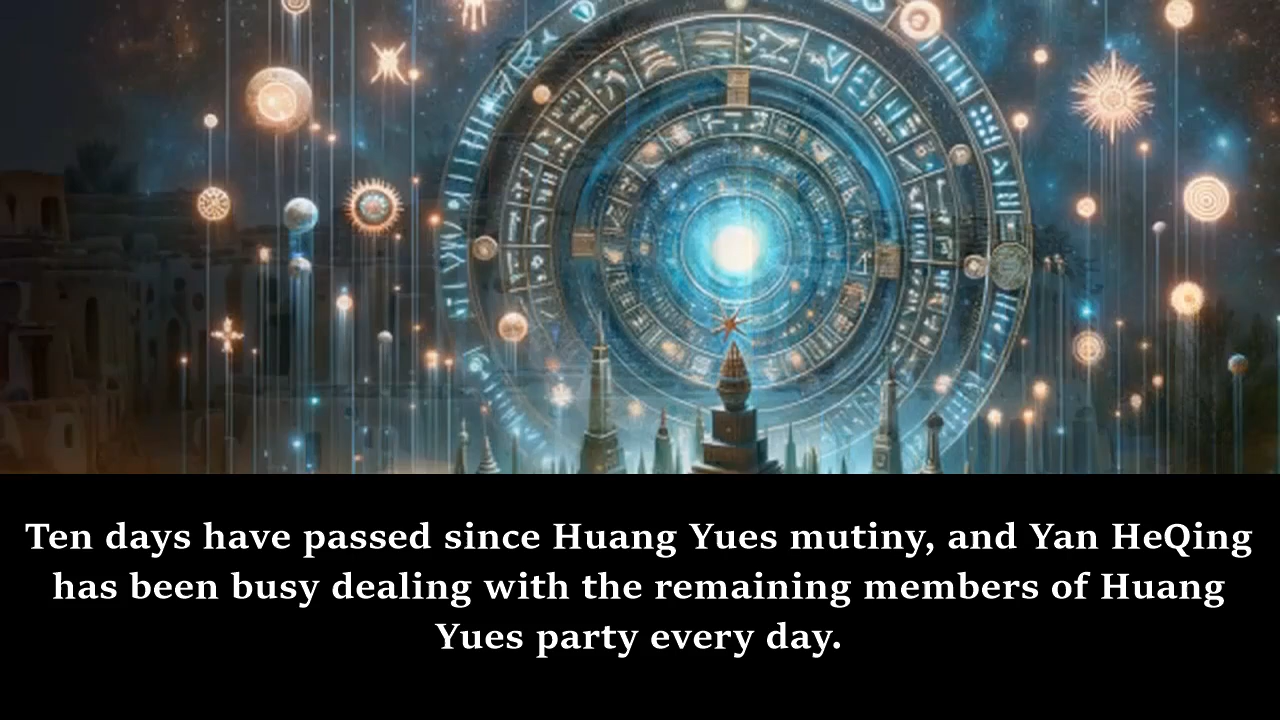 Ten days have passed since Huang Yues mutiny, and Yan HeQing
has been busy dealing with the remaining members of Huang
Yues party every day.